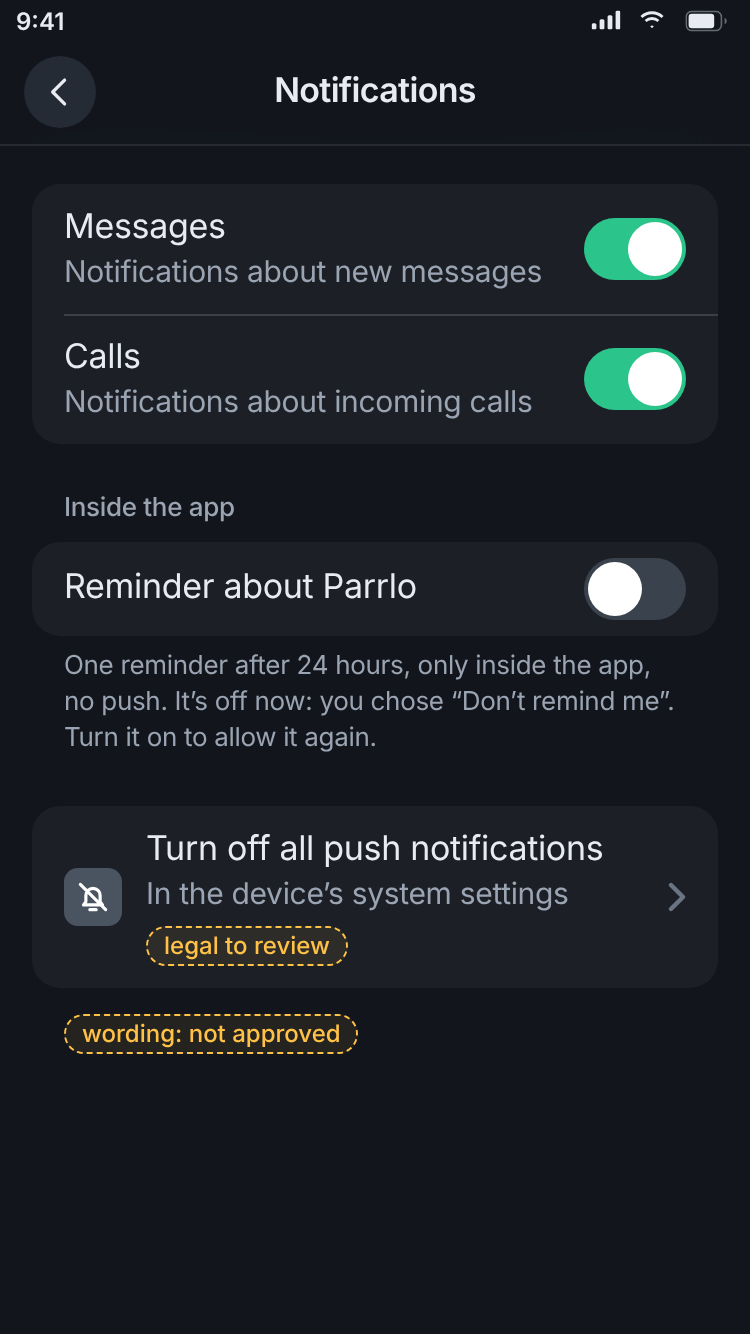 9:41
Notifications
Messages
Notifications about new messages
Calls
Notifications about incoming calls
Inside the app
Reminder about Parrlo
One reminder after 24 hours, only inside the app,
no push. It’s off now: you chose “Don’t remind me”.
Turn it on to allow it again.
Turn off all push notifications
In the device’s system settings
legal to review
wording: not approved